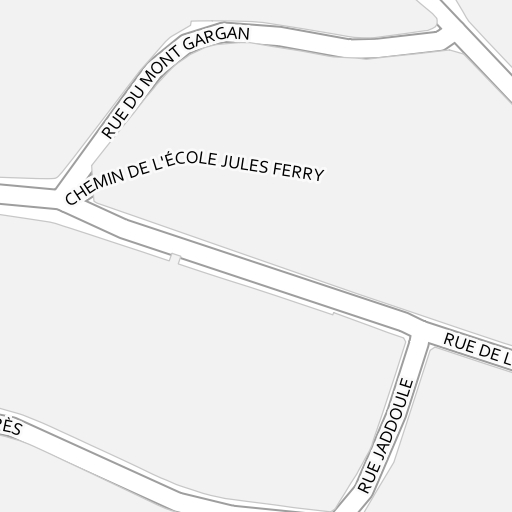 RUE DU MONT GARGAN
CHEMIN DE L'ÉCOLE JULES FERRY
RUE DE L
RUE JADDOULE
ÈS